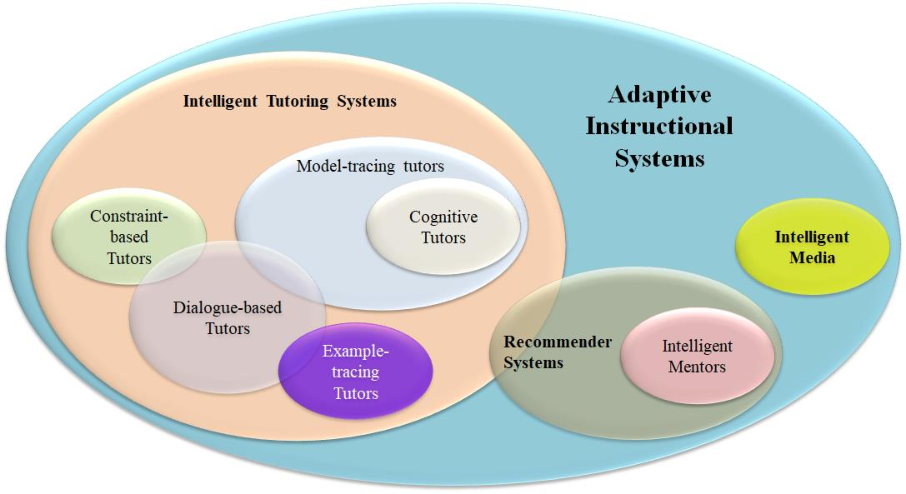 Adaptive
Instructional
Systems
Intelligent Tutoring Systems
Model-tracing tutors
Constraint-
based
Tutors
Cognitive
Tutors
Intelligent
Media
Dialogue-based
Tutors
Example-
tracing
Tutors
Recommender
Systems
Intelligent
Mentors